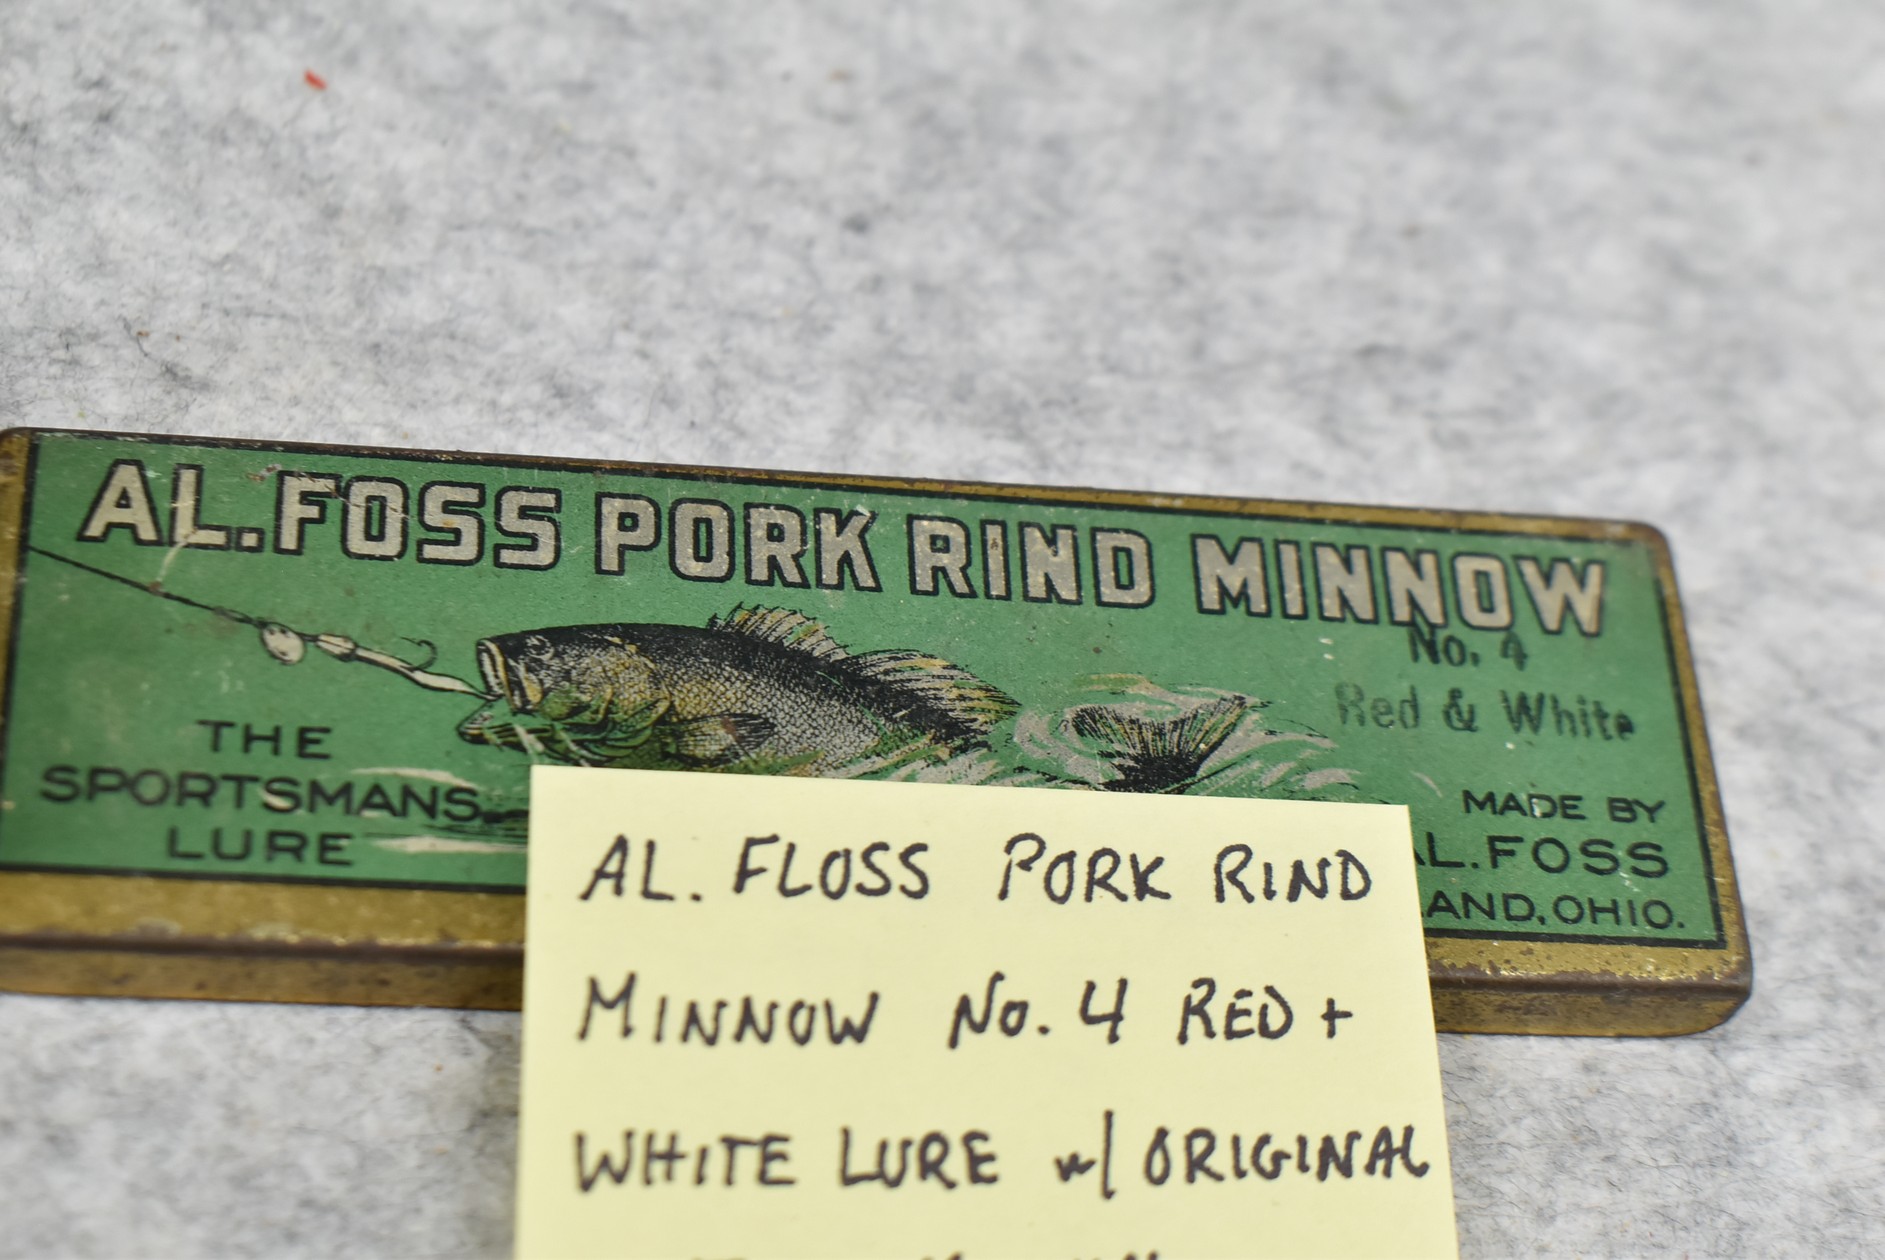 AL. FOSS PORK RIND MINNOW
No. 4
Red & White
THE
SPORTSMANS
LURE
MADE BY
AL. FOSS
OHIO.
AL. FLOSS PORK RIND
MINNOW No. 4 RED +
WHITE LURE w/ ORIGINAL